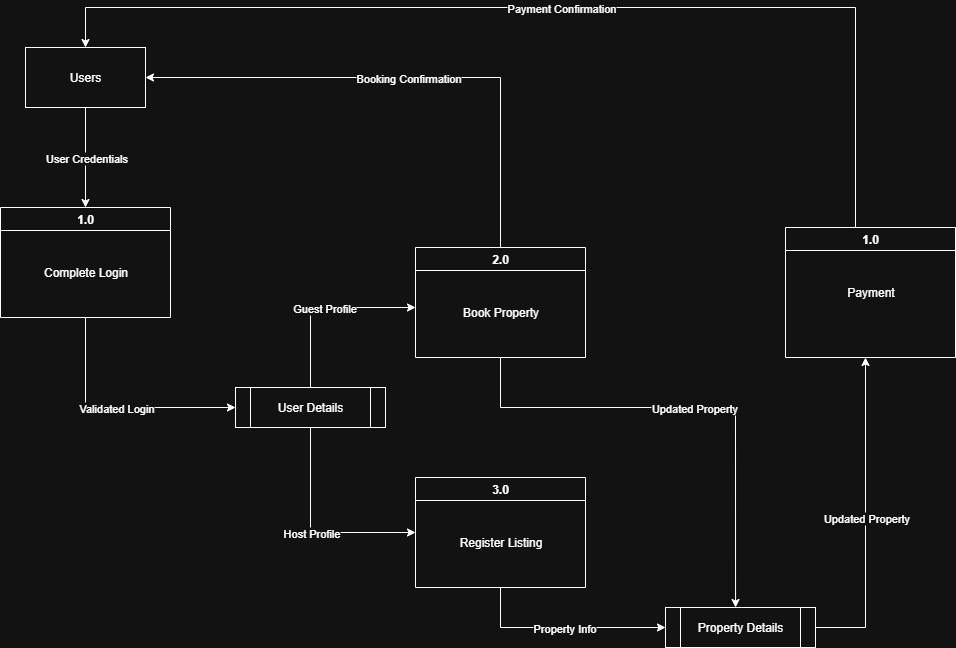 Payment Confirmation
Users
Booking Confirmation
User Credentials
1.0
Complete Login
2.0
Book Property
1.0
Payment
Guest Profile
Validated Login
User Details
Updated Property
3.0
Register Listing
Host Profile
Updated Property
Property Info
Property Details